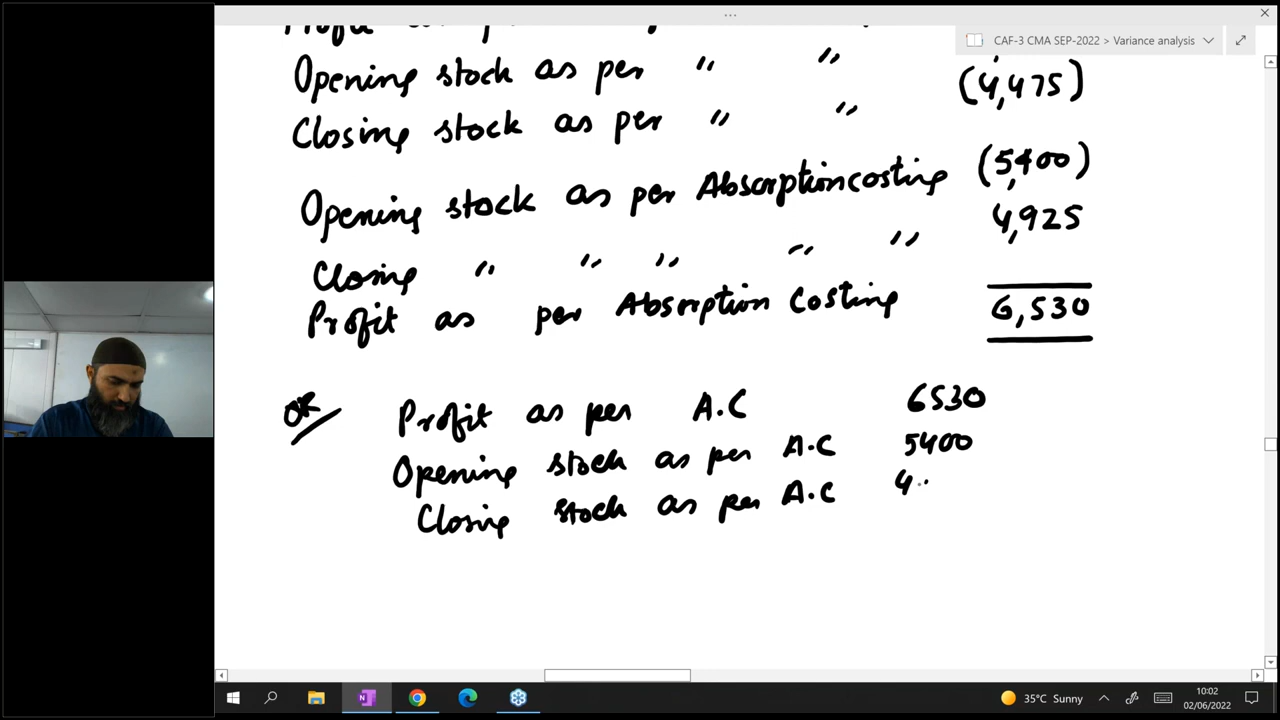 CAF-3 CMA SEP-2022 > Variance analysis
Opening stock as per " "
(4,475)
Closing stock as per " "
Opening stock as per Absorption costing (5,400)
4,925
Closing " " " " "
Profit as per Absorption Costing 6,530
OR Profit as per A.C 6530
Opening stock as per A.C 5400
Closing stock as per A.C 4
35°C Sunny
10:02
02/06/2022